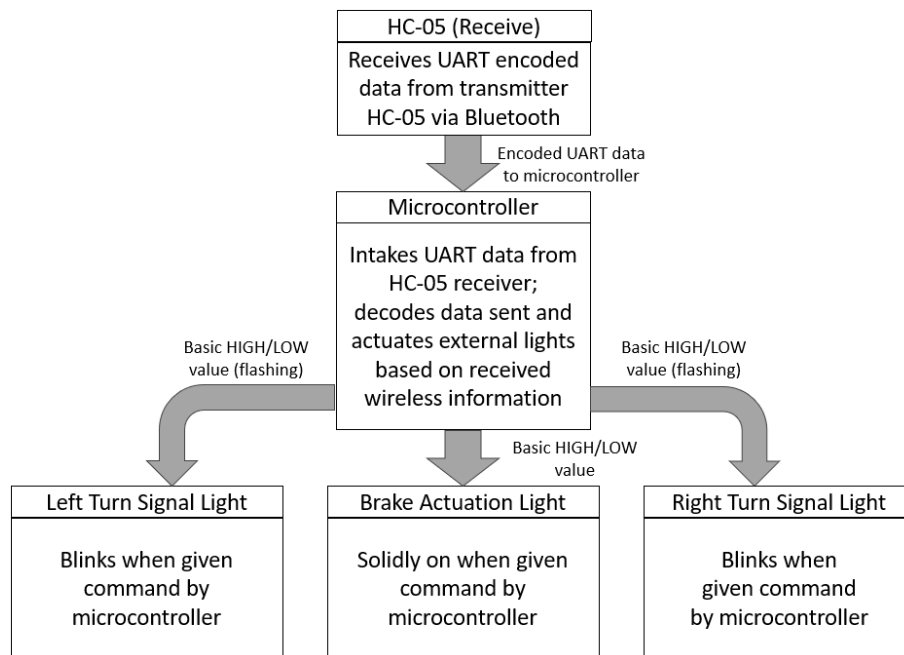 HC-05 (Receive)
Receives UART encoded
data from transmitter
HC-05 via Bluetooth
Encoded UART data
to microcontroller
Microcontroller
Intakes UART data from
HC-05 receiver;
decodes data sent and
actuates external lights
based on received
wireless information
Basic HIGH/LOW
value (flashing)
Basic HIGH/LOW
value (flashing)
Basic HIGH/LOW
value
Left Turn Signal Light
Blinks when given
command by
microcontroller
Brake Actuation Light
Solidly on when given
command by
microcontroller
Right Turn Signal Light
Blinks when
given command
by microcontroller